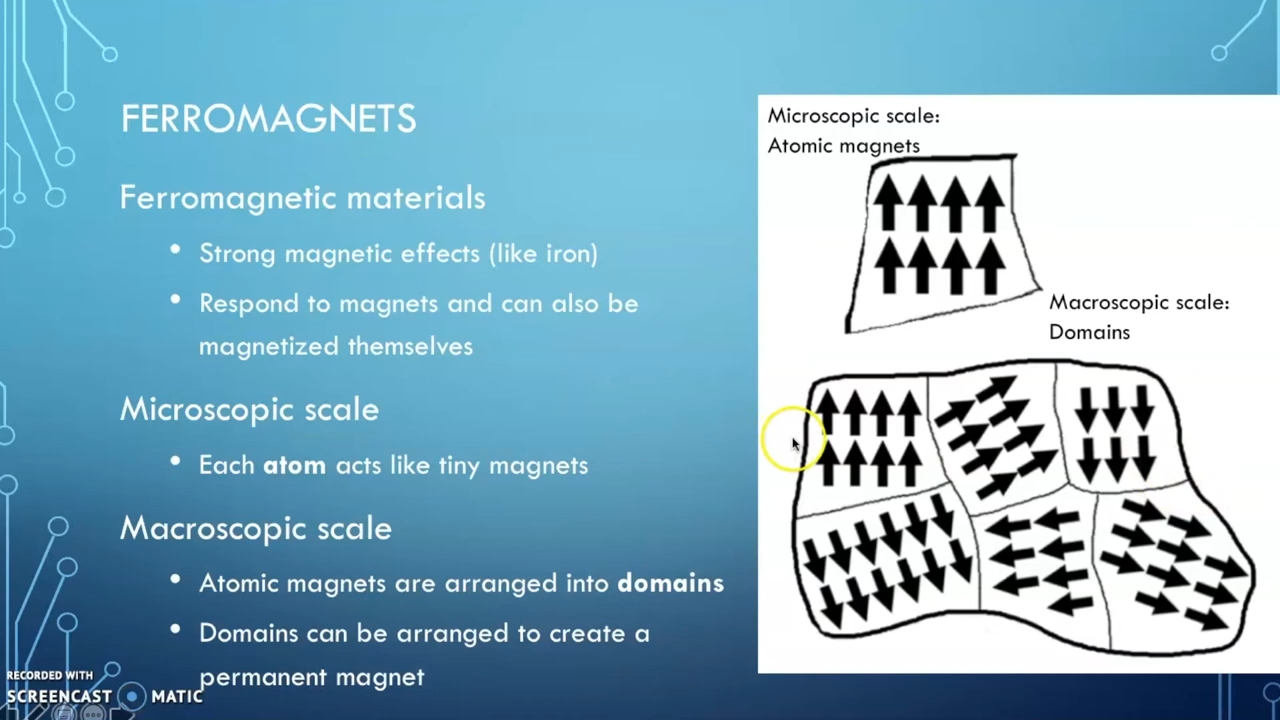 FERROMAGNETS
Ferromagnetic materials
• Strong magnetic effects (like iron)
• Respond to magnets and can also be
magnetized themselves
Microscopic scale
• Each atom acts like tiny magnets
Macroscopic scale
• Atomic magnets are arranged into domains
• Domains can be arranged to create a
permanent magnet
Microscopic scale:
Atomic magnets
Macroscopic scale:
Domains
RECORDED WITH
SCREENCAST MATIC